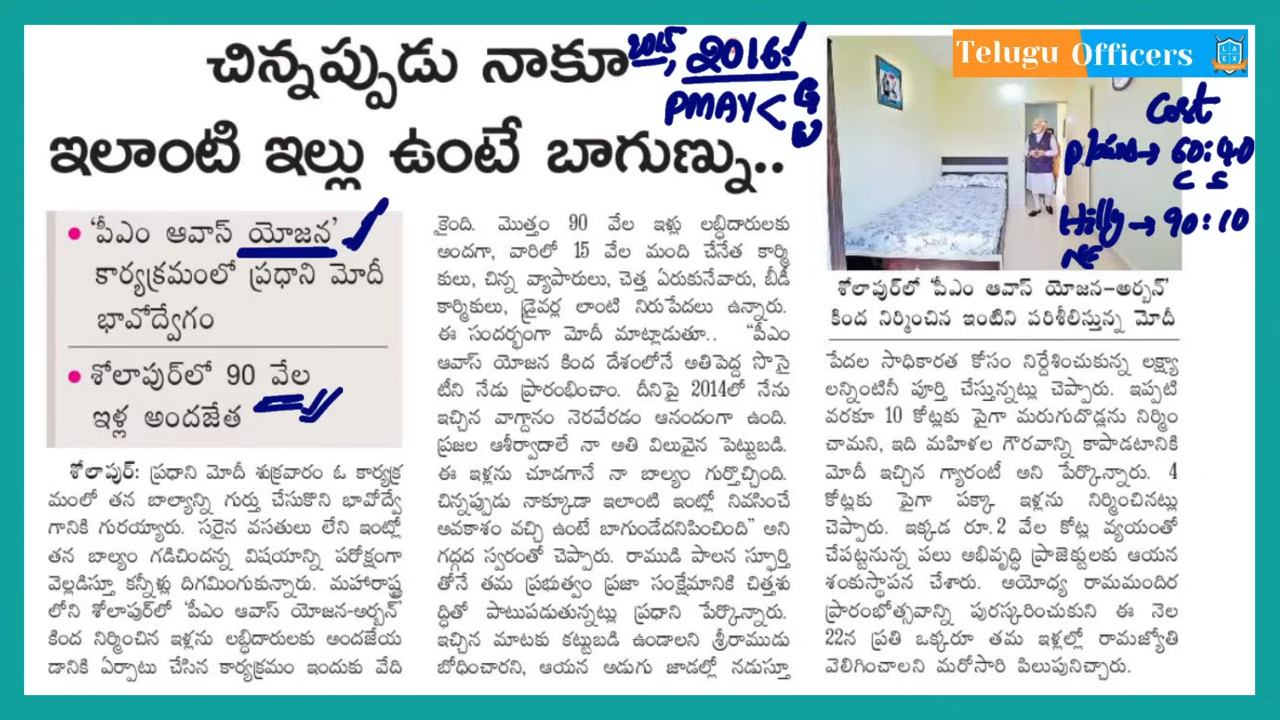 Telugu Officers
చిన్నప్పుడు నాకూ
ఇలాంటి ఇల్లు ఉంటే బాగుణ్ను..
2015, 2016!
PMAY < G
U
Cost
Plains → 60:40
C S
Hilly → 90:10
NE
• ‘పీఎం ఆవాస్ యోజన’
కార్యక్రమంలో ప్రధాని మోదీ
భావోద్వేగం
• శోలాపుర్‌లో 90 వేల
ఇళ్ల అందజేత
శోలాపుర్: ప్రధాని మోదీ శుక్రవారం ఓ కార్యక్ర
మంలో తన బాల్యాన్ని గుర్తు చేసుకొని భావోద్వే
గానికి గురయ్యారు. సరైన వసతులు లేని ఇంట్లో
తన బాల్యం గడిచిందన్న విషయాన్ని పరోక్షంగా
వెల్లడిస్తూ కన్నీళ్లు దిగమింగుకున్నారు. మహారాష్ట్ర
లోని శోలాపుర్‌లో ‘పీఎం ఆవాస్ యోజన-అర్బన్’
కింద నిర్మించిన ఇళ్లను లబ్ధిదారులకు అందజేయ
డానికి ఏర్పాటు చేసిన కార్యక్రమం ఇందుకు వేది
కైంది. మొత్తం 90 వేల ఇళ్లు లబ్ధిదారులకు
అందగా, వారిలో 15 వేల మంది చేనేత కార్మి
కులు, చిన్న వ్యాపారులు, చెత్త ఏరుకునేవారు, బీడీ
కార్మికులు, డ్రైవర్ల లాంటి నిరుపేదలు ఉన్నారు.
ఈ సందర్భంగా మోదీ మాట్లాడుతూ.. “పీఎం
ఆవాస్ యోజన కింద దేశంలోనే అతిపెద్ద సొసై
టీని నేడు ప్రారంభించాం. దీనిపై 2014లో నేను
ఇచ్చిన వాగ్దానం నెరవేరడం ఆనందంగా ఉంది.
ప్రజల ఆశీర్వాదాలే నా అతి విలువైన పెట్టుబడి.
ఈ ఇళ్లను చూడగానే నా బాల్యం గుర్తొచ్చింది.
చిన్నప్పుడు నాక్కూడా ఇలాంటి ఇంట్లో నివసించే
అవకాశం వచ్చి ఉంటే బాగుండేదనిపించింది” అని
గద్గద స్వరంతో చెప్పారు. రాముడి పాలన స్ఫూర్తి
తోనే తమ ప్రభుత్వం ప్రజా సంక్షేమానికి చిత్తశు
ద్ధితో పాటుపడుతున్నట్లు ప్రధాని పేర్కొన్నారు.
ఇచ్చిన మాటకు కట్టుబడి ఉండాలని శ్రీరాముడు
బోధించారని, ఆయన అడుగు జాడల్లో నడుస్తూ
శోలాపుర్‌లో ‘పీఎం ఆవాస్ యోజన-అర్బన్’
కింద నిర్మించిన ఇంటిని పరిశీలిస్తున్న మోదీ
పేదల సాధికారత కోసం నిర్దేశించుకున్న లక్ష్యా
లన్నింటినీ పూర్తి చేస్తున్నట్లు చెప్పారు. ఇప్పటి
వరకూ 10 కోట్లకు పైగా మరుగుదొడ్లను నిర్మిం
చామని, ఇది మహిళల గౌరవాన్ని కాపాడటానికి
మోదీ ఇచ్చిన గ్యారంటీ అని పేర్కొన్నారు. 4
కోట్లకు పైగా పక్కా ఇళ్లను నిర్మించినట్లు
చెప్పారు. ఇక్కడ రూ.2 వేల కోట్ల వ్యయంతో
చేపట్టనున్న పలు అభివృద్ధి ప్రాజెక్టులకు ఆయన
శంకుస్థాపన చేశారు. అయోధ్య రామమందిర
ప్రారంభోత్సవాన్ని పురస్కరించుకుని ఈ నెల
22న ప్రతి ఒక్కరూ తమ ఇళ్లల్లో రామజ్యోతి
వెలిగించాలని మరోసారి పిలుపునిచ్చారు.